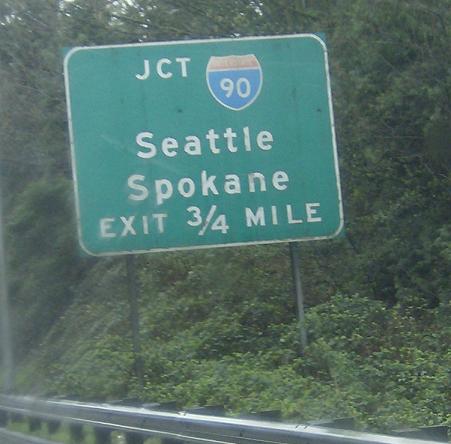 JCT 90
Seattle
Spokane
EXIT 3/4 MILE